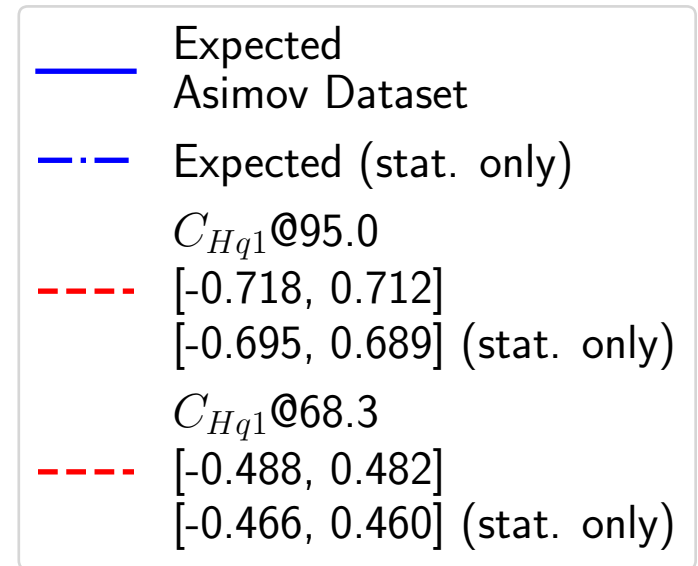 Expected
Asimov Dataset
Expected (stat. only)
C_{Hq1}@95.0
[-0.718, 0.712]
[-0.695, 0.689] (stat. only)
C_{Hq1}@68.3
[-0.488, 0.482]
[-0.466, 0.460] (stat. only)